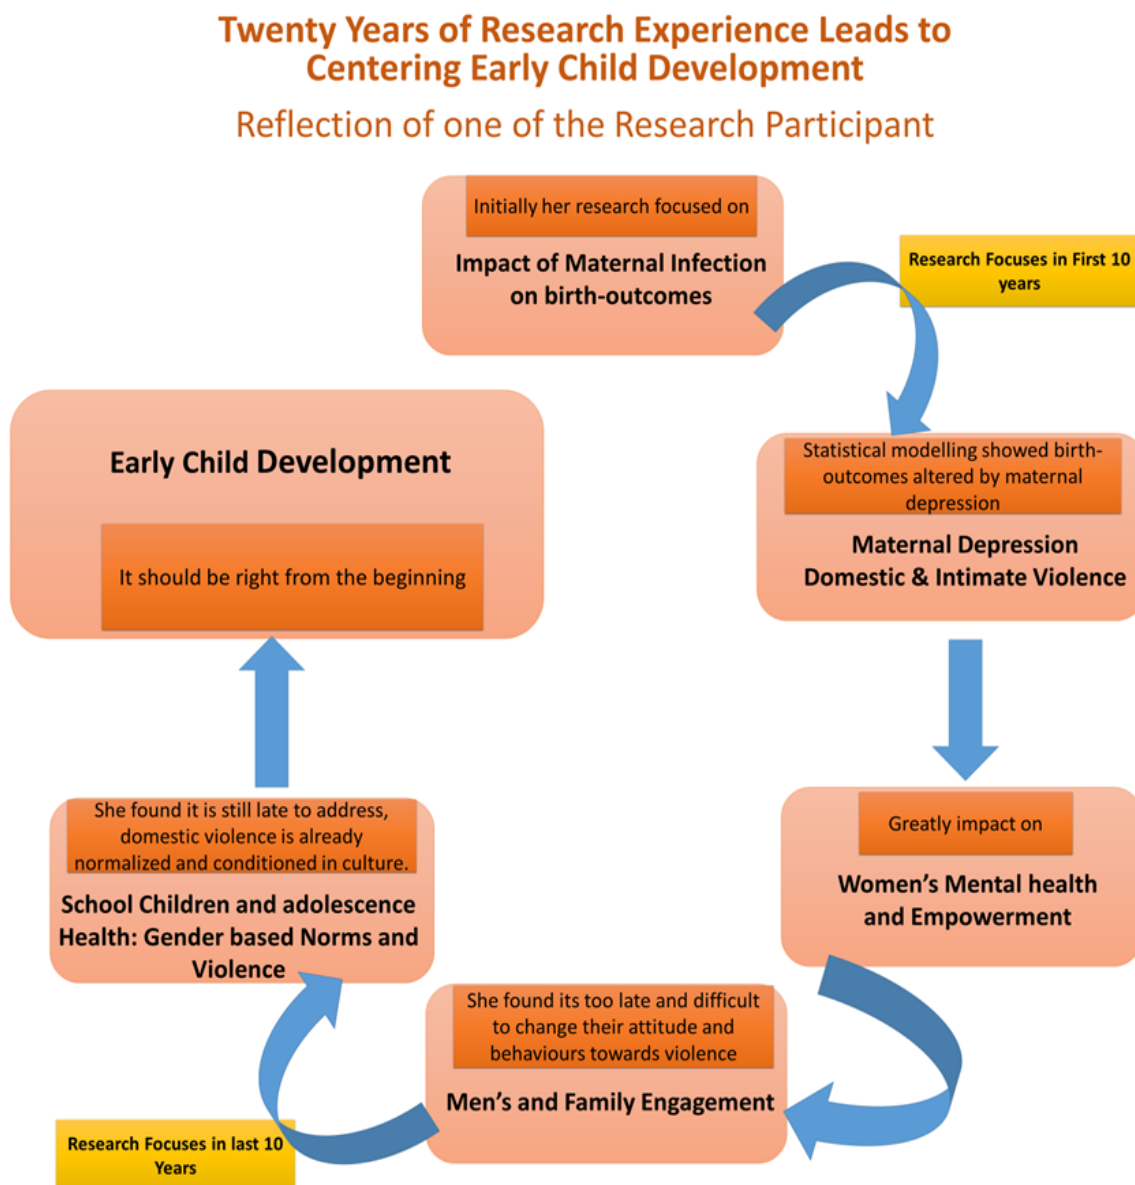 Twenty Years of Research Experience Leads to
Centering Early Child Development
Reflection of one of the Research Participant
Initially her research focused on
Impact of Maternal Infection
on birth-outcomes
Research Focuses in First 10
years
Statistical modelling showed birth-
outcomes altered by maternal
depression
Maternal Depression
Domestic & Intimate Violence
Greatly impact on
Women's Mental health
and Empowerment
She found its too late and difficult
to change their attitude and
behaviours towards violence
Men's and Family Engagement
Research Focuses in last 10
Years
She found it is still late to address,
domestic violence is already
normalized and conditioned in culture.
School Children and adolescence
Health: Gender based Norms and
Violence
Early Child Development
It should be right from the beginning